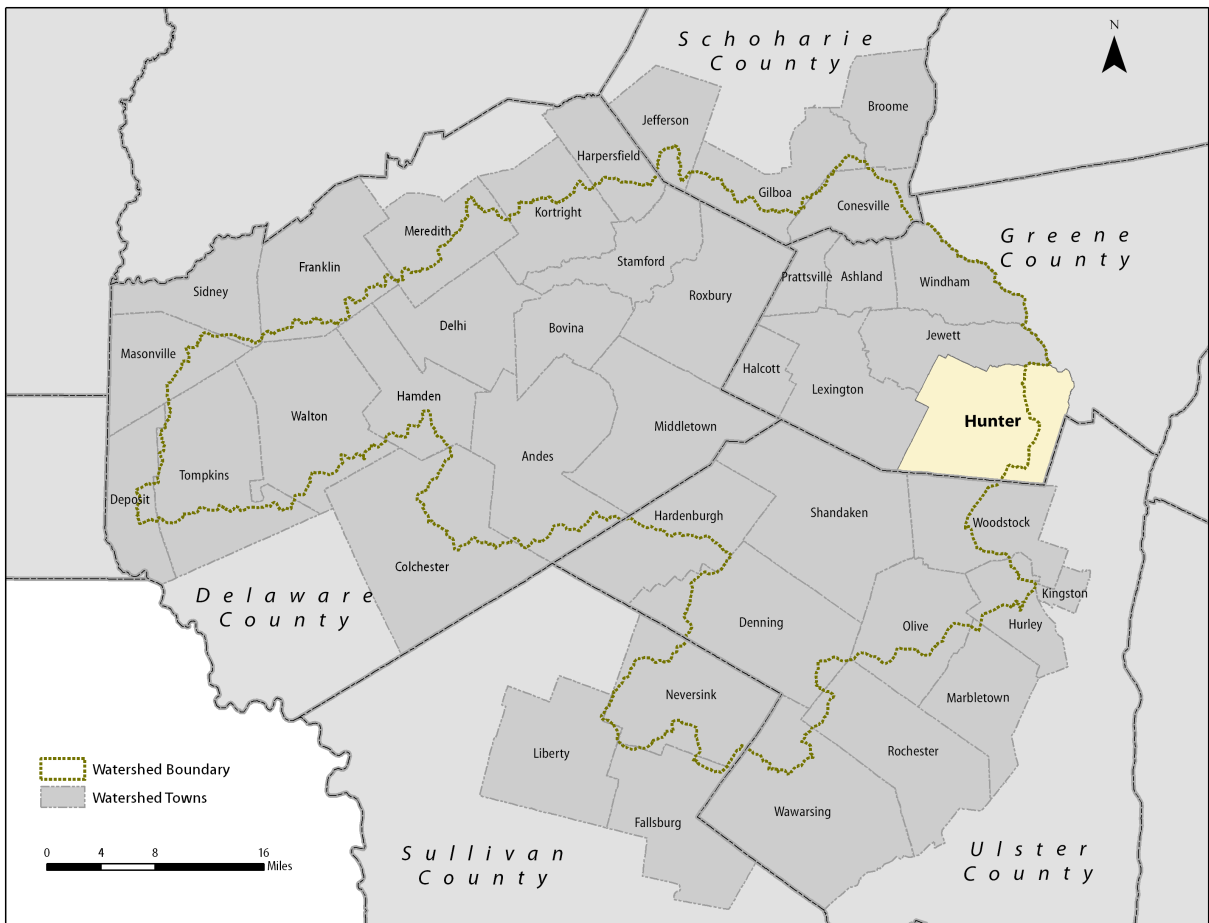 Schoharie
County
N
Broome
Jefferson
Harpersfield
Gilboa
Conesville
Kortright
Meredith
Greene
County
Franklin
Stamford
Prattsville
Ashland
Windham
Sidney
Roxbury
Delhi
Bovina
Jewett
Masonville
Halcott
Lexington
Hamden
Walton
Hunter
Middletown
Andes
Tompkins
Deposit
Hardenburgh
Shandaken
Woodstock
Colchester
Delaware
County
Kingston
Denning
Olive
Hurley
Neversink
Marbletown
Liberty
Rochester
Watershed Boundary
Watershed Towns
Wawarsing
Fallsburg
0 4 8 16
Miles
Sullivan
County
Ulster
County